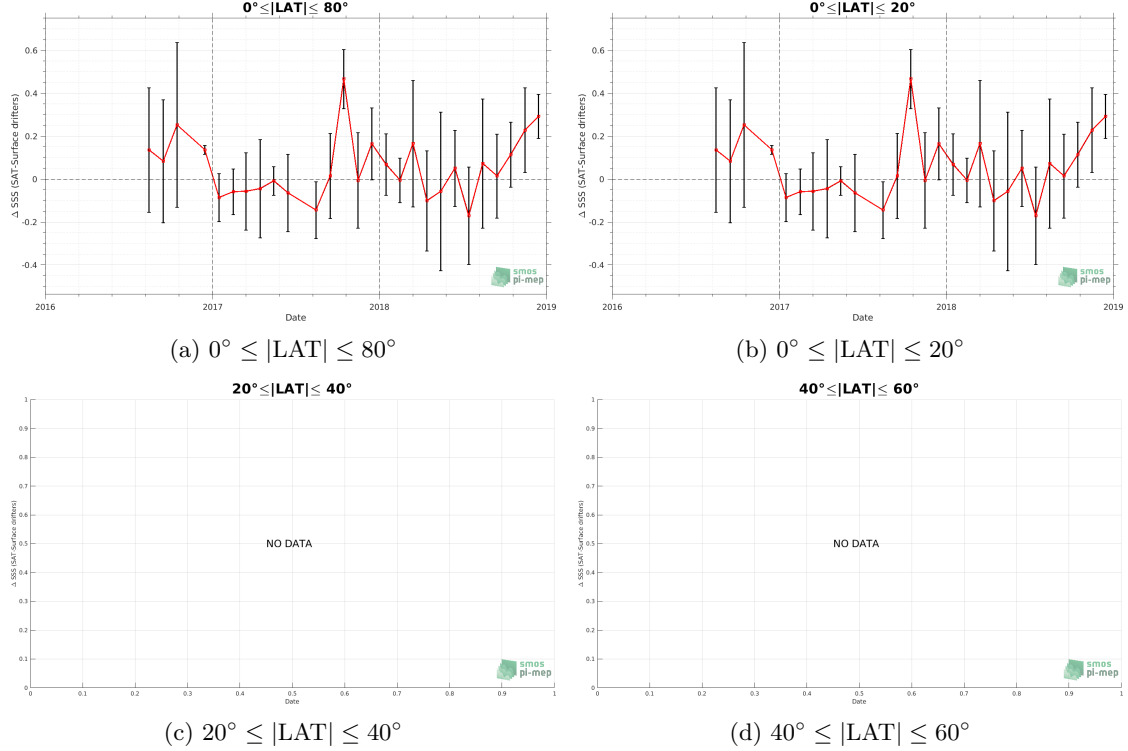 0°≤|LAT|≤ 80°
Δ SSS (SAT-Surface drifters)
0.6
0.4
0.2
0
-0.2
-0.4
2016
2017
2018
2019
Date
smos
pi-mep
(a) 0° ≤ |LAT| ≤ 80°
0°≤|LAT|≤ 20°
Δ SSS (SAT-Surface drifters)
0.6
0.4
0.2
0
-0.2
-0.4
2016
2017
2018
2019
Date
smos
pi-mep
(b) 0° ≤ |LAT| ≤ 20°
20°≤|LAT|≤ 40°
Δ SSS (SAT-Surface drifters)
1
0.9
0.8
0.7
0.6
0.5
0.4
0.3
0.2
0.1
0
NO DATA
0
0.1
0.2
0.3
0.4
0.5
0.6
0.7
0.8
0.9
1
Date
smos
pi-mep
(c) 20° ≤ |LAT| ≤ 40°
40°≤|LAT|≤ 60°
Δ SSS (SAT-Surface drifters)
1
0.9
0.8
0.7
0.6
0.5
0.4
0.3
0.2
0.1
0
NO DATA
0
0.1
0.2
0.3
0.4
0.5
0.6
0.7
0.8
0.9
1
Date
smos
pi-mep
(d) 40° ≤ |LAT| ≤ 60°